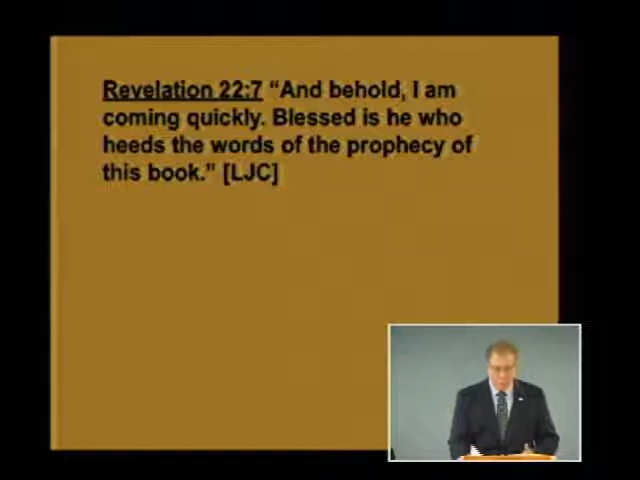 Revelation 22:7 “And behold, I am
coming quickly. Blessed is he who
heeds the words of the prophecy of
this book.” [LJC]